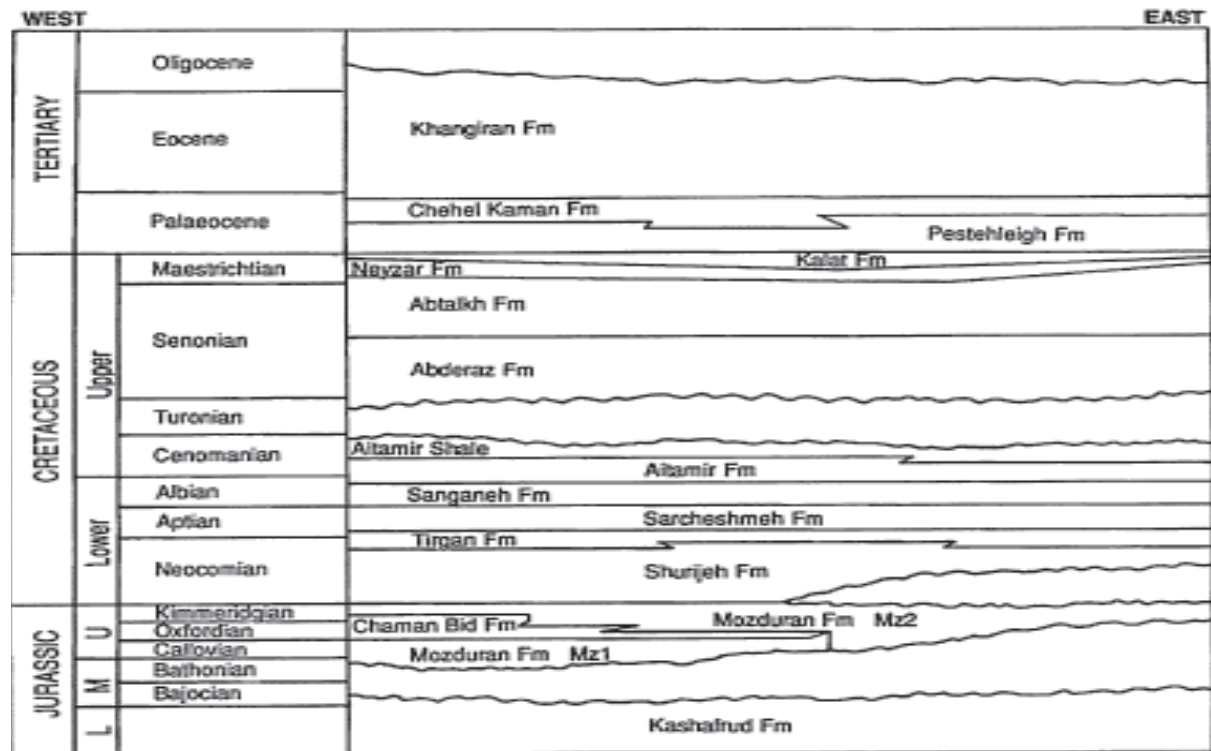 WEST EAST
TERTIARY
Oligocene
Eocene
Khangiran Fm
Palaeocene
Chehel Kaman Fm
Pestehleigh Fm
CRETACEOUS
Upper
Maestrichtian
Neyzar Fm
Kalat Fm
Senonian
Abtalkh Fm
Abderaz Fm
Turonian
Cenomanian
Aitamir Shale
Aitamir Fm
Lower
Albian
Sanganeh Fm
Aptian
Sarcheshmeh Fm
Tirgan Fm
Neocomian
Shurijeh Fm
JURASSIC
U
Kimmeridgian
Oxfordian
Chaman Bid Fm
Mozduran Fm Mz2
Callovian
Mozduran Fm Mz1
M
Bathonian
Bajocian
L
Kashafrud Fm